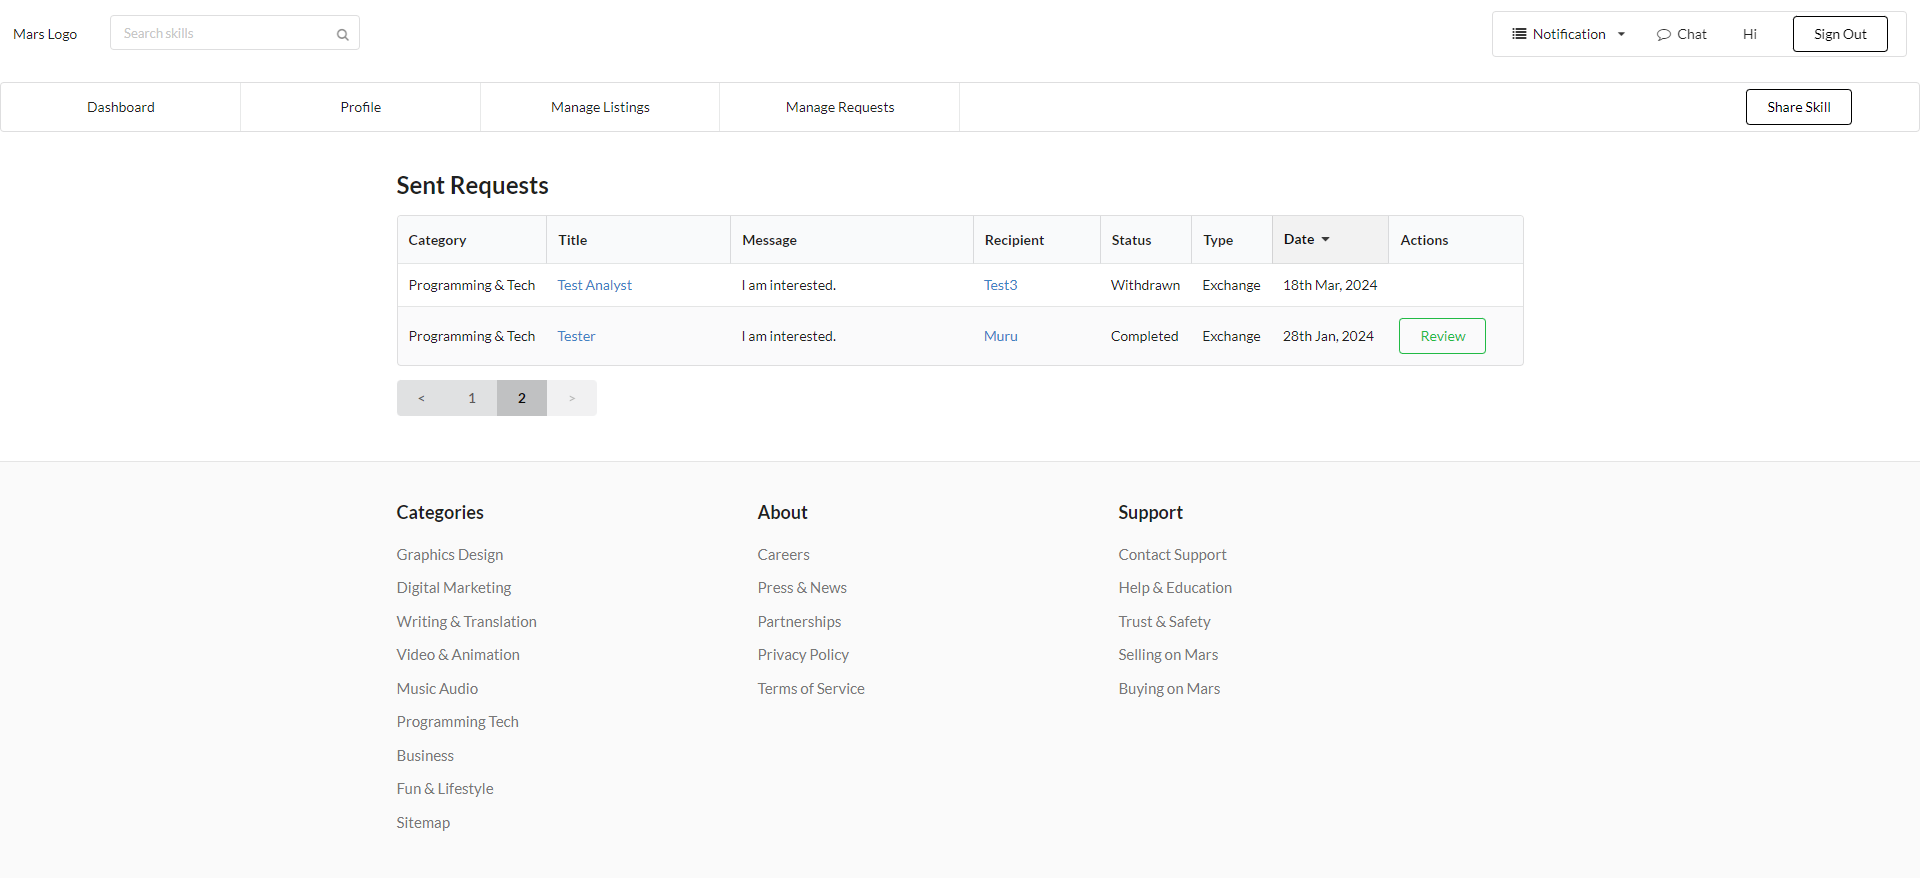 Mars Logo
Search skills
Notification
Chat
Hi
Sign Out
Dashboard
Profile
Manage Listings
Manage Requests
Share Skill
Sent Requests
Category Title Message Recipient Status Type Date Actions
Programming & Tech Test Analyst I am interested. Test3 Withdrawn Exchange 18th Mar, 2024
Programming & Tech Tester I am interested. Muru Completed Exchange 28th Jan, 2024 Review
< 1 2 >
Categories
Graphics Design
Digital Marketing
Writing & Translation
Video & Animation
Music Audio
Programming Tech
Business
Fun & Lifestyle
Sitemap
About
Careers
Press & News
Partnerships
Privacy Policy
Terms of Service
Support
Contact Support
Help & Education
Trust & Safety
Selling on Mars
Buying on Mars